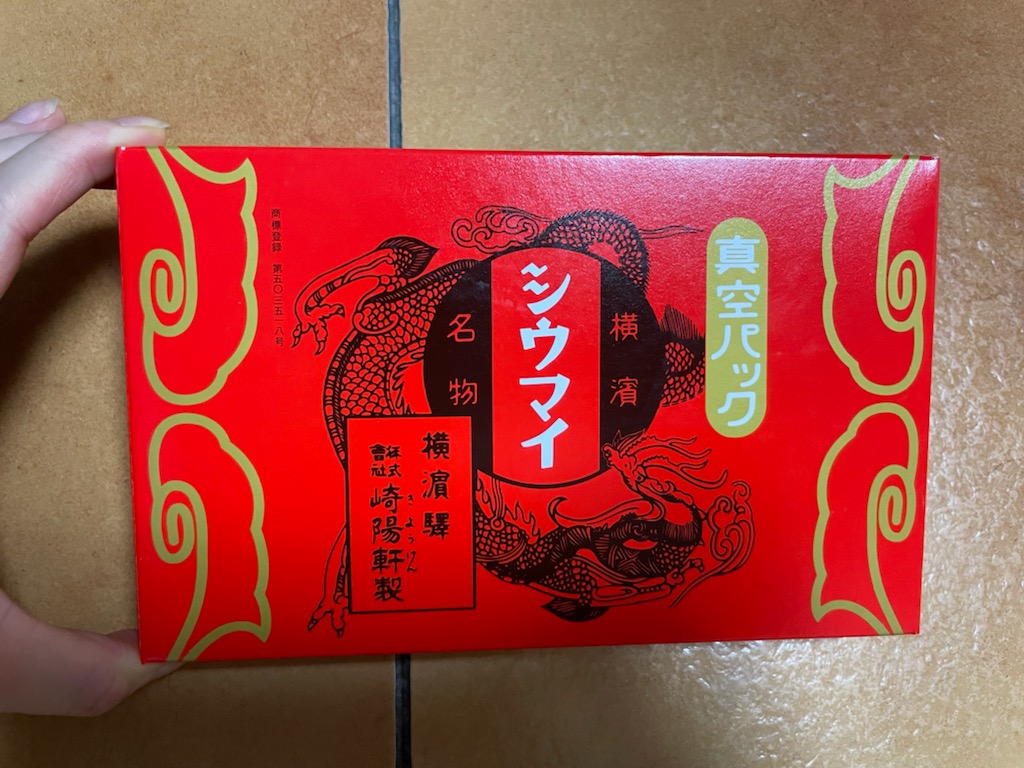 真空パック
横濱
シウマイ
名物
横濱驛
株式會社
崎陽軒製
きようけん
商標登録 第五〇三五一八号